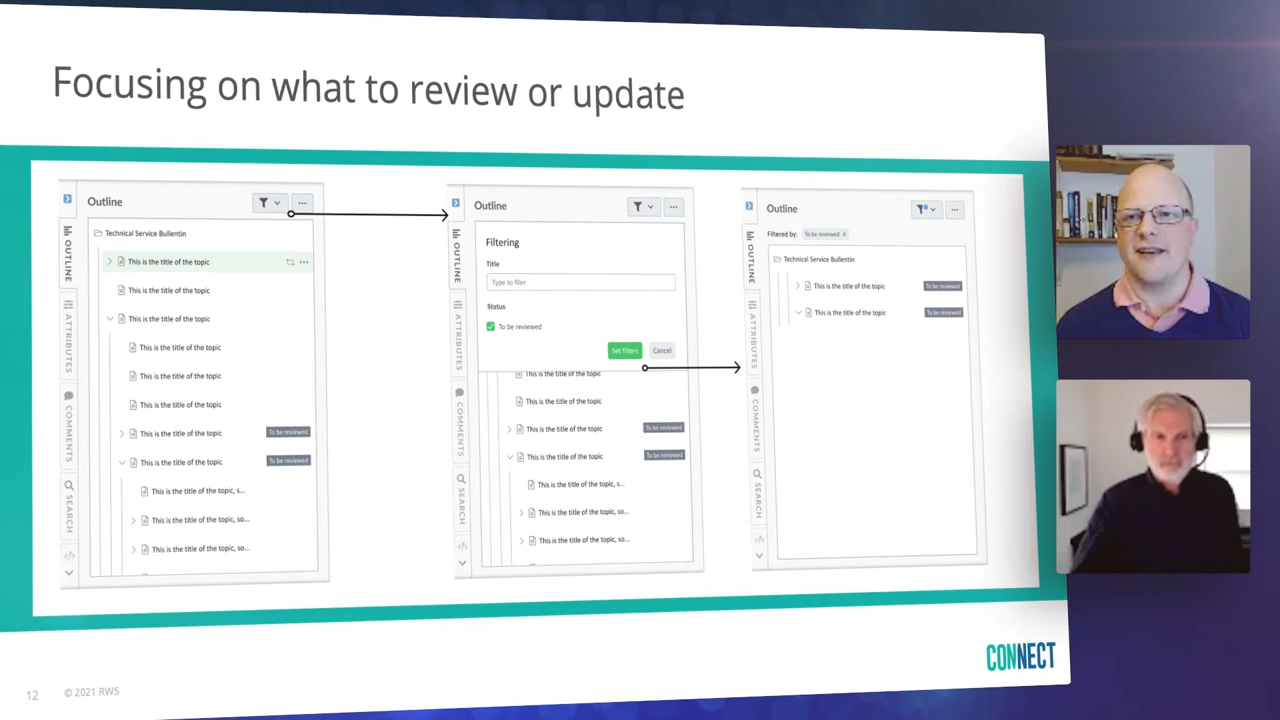 Focusing on what to review or update
Outline
OUTLINE
ATTRIBUTES
COMMENTS
SEARCH
Technical Service Bullentin
This is the title of the topic
This is the title of the topic
This is the title of the topic
This is the title of the topic
This is the title of the topic
This is the title of the topic
This is the title of the topic To be reviewed
This is the title of the topic To be reviewed
This is the title of the topic, s...
This is the title of the topic, so...
This is the title of the topic, so...
Outline
OUTLINE
ATTRIBUTES
COMMENTS
SEARCH
Filtering
Title
Type to filer
Status
To be reviewed
Set filters Cancel
This is the title of the topic
This is the title of the topic
This is the title of the topic To be reviewed
This is the title of the topic To be reviewed
This is the title of the topic, s...
This is the title of the topic, so...
This is the title of the topic, so...
Outline
OUTLINE
ATTRIBUTES
COMMENTS
SEARCH
Filtered by: To be reviewed ×
Technical Service Bullentin
This is the title of the topic To be reviewed
This is the title of the topic To be reviewed
CONNECT
12 © 2021 RWS